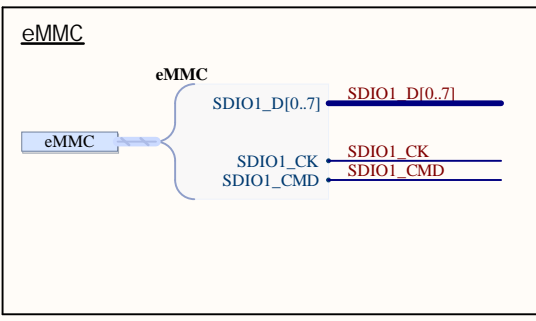 eMMC
eMMC
SDIO1_D[0..7] SDIO1_D[0..7]
eMMC
SDIO1_CK SDIO1_CK
SDIO1_CMD SDIO1_CMD